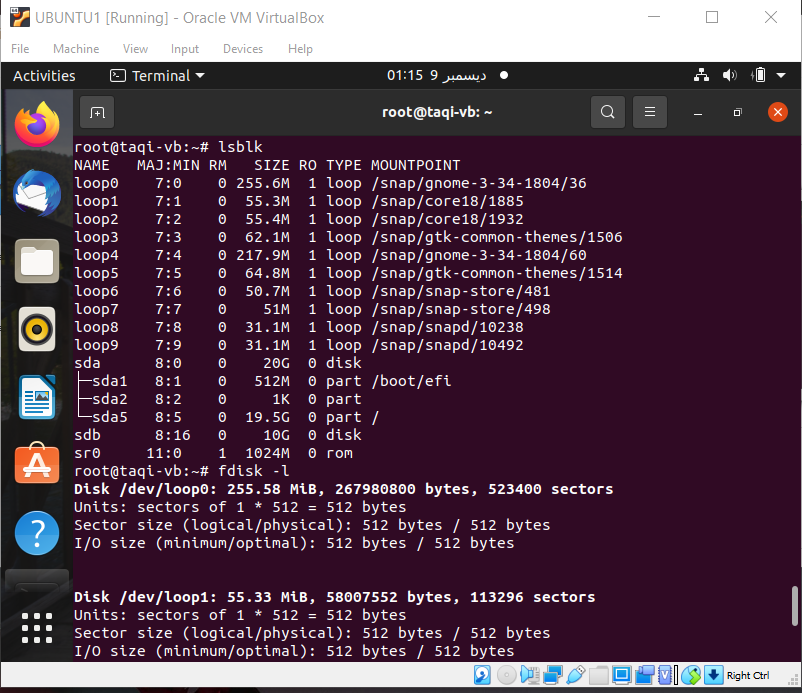 UBUNTU1 [Running] - Oracle VM VirtualBox
File Machine View Input Devices Help
Activities Terminal 01:15 9 ديسمبر
root@taqi-vb: ~
root@taqi-vb:~# lsblk
NAME MAJ:MIN RM SIZE RO TYPE MOUNTPOINT
loop0 7:0 0 255.6M 1 loop /snap/gnome-3-34-1804/36
loop1 7:1 0 55.3M 1 loop /snap/core18/1885
loop2 7:2 0 55.4M 1 loop /snap/core18/1932
loop3 7:3 0 62.1M 1 loop /snap/gtk-common-themes/1506
loop4 7:4 0 217.9M 1 loop /snap/gnome-3-34-1804/60
loop5 7:5 0 64.8M 1 loop /snap/gtk-common-themes/1514
loop6 7:6 0 50.7M 1 loop /snap/snap-store/481
loop7 7:7 0 51M 1 loop /snap/snap-store/498
loop8 7:8 0 31.1M 1 loop /snap/snapd/10238
loop9 7:9 0 31.1M 1 loop /snap/snapd/10492
sda 8:0 0 20G 0 disk
├─sda1 8:1 0 512M 0 part /boot/efi
├─sda2 8:2 0 1K 0 part
└─sda5 8:5 0 19.5G 0 part /
sdb 8:16 0 10G 0 disk
sr0 11:0 1 1024M 0 rom
root@taqi-vb:~# fdisk -l
Disk /dev/loop0: 255.58 MiB, 267980800 bytes, 523400 sectors
Units: sectors of 1 * 512 = 512 bytes
Sector size (logical/physical): 512 bytes / 512 bytes
I/O size (minimum/optimal): 512 bytes / 512 bytes
Disk /dev/loop1: 55.33 MiB, 58007552 bytes, 113296 sectors
Units: sectors of 1 * 512 = 512 bytes
Sector size (logical/physical): 512 bytes / 512 bytes
I/O size (minimum/optimal): 512 bytes / 512 bytes
Right Ctrl